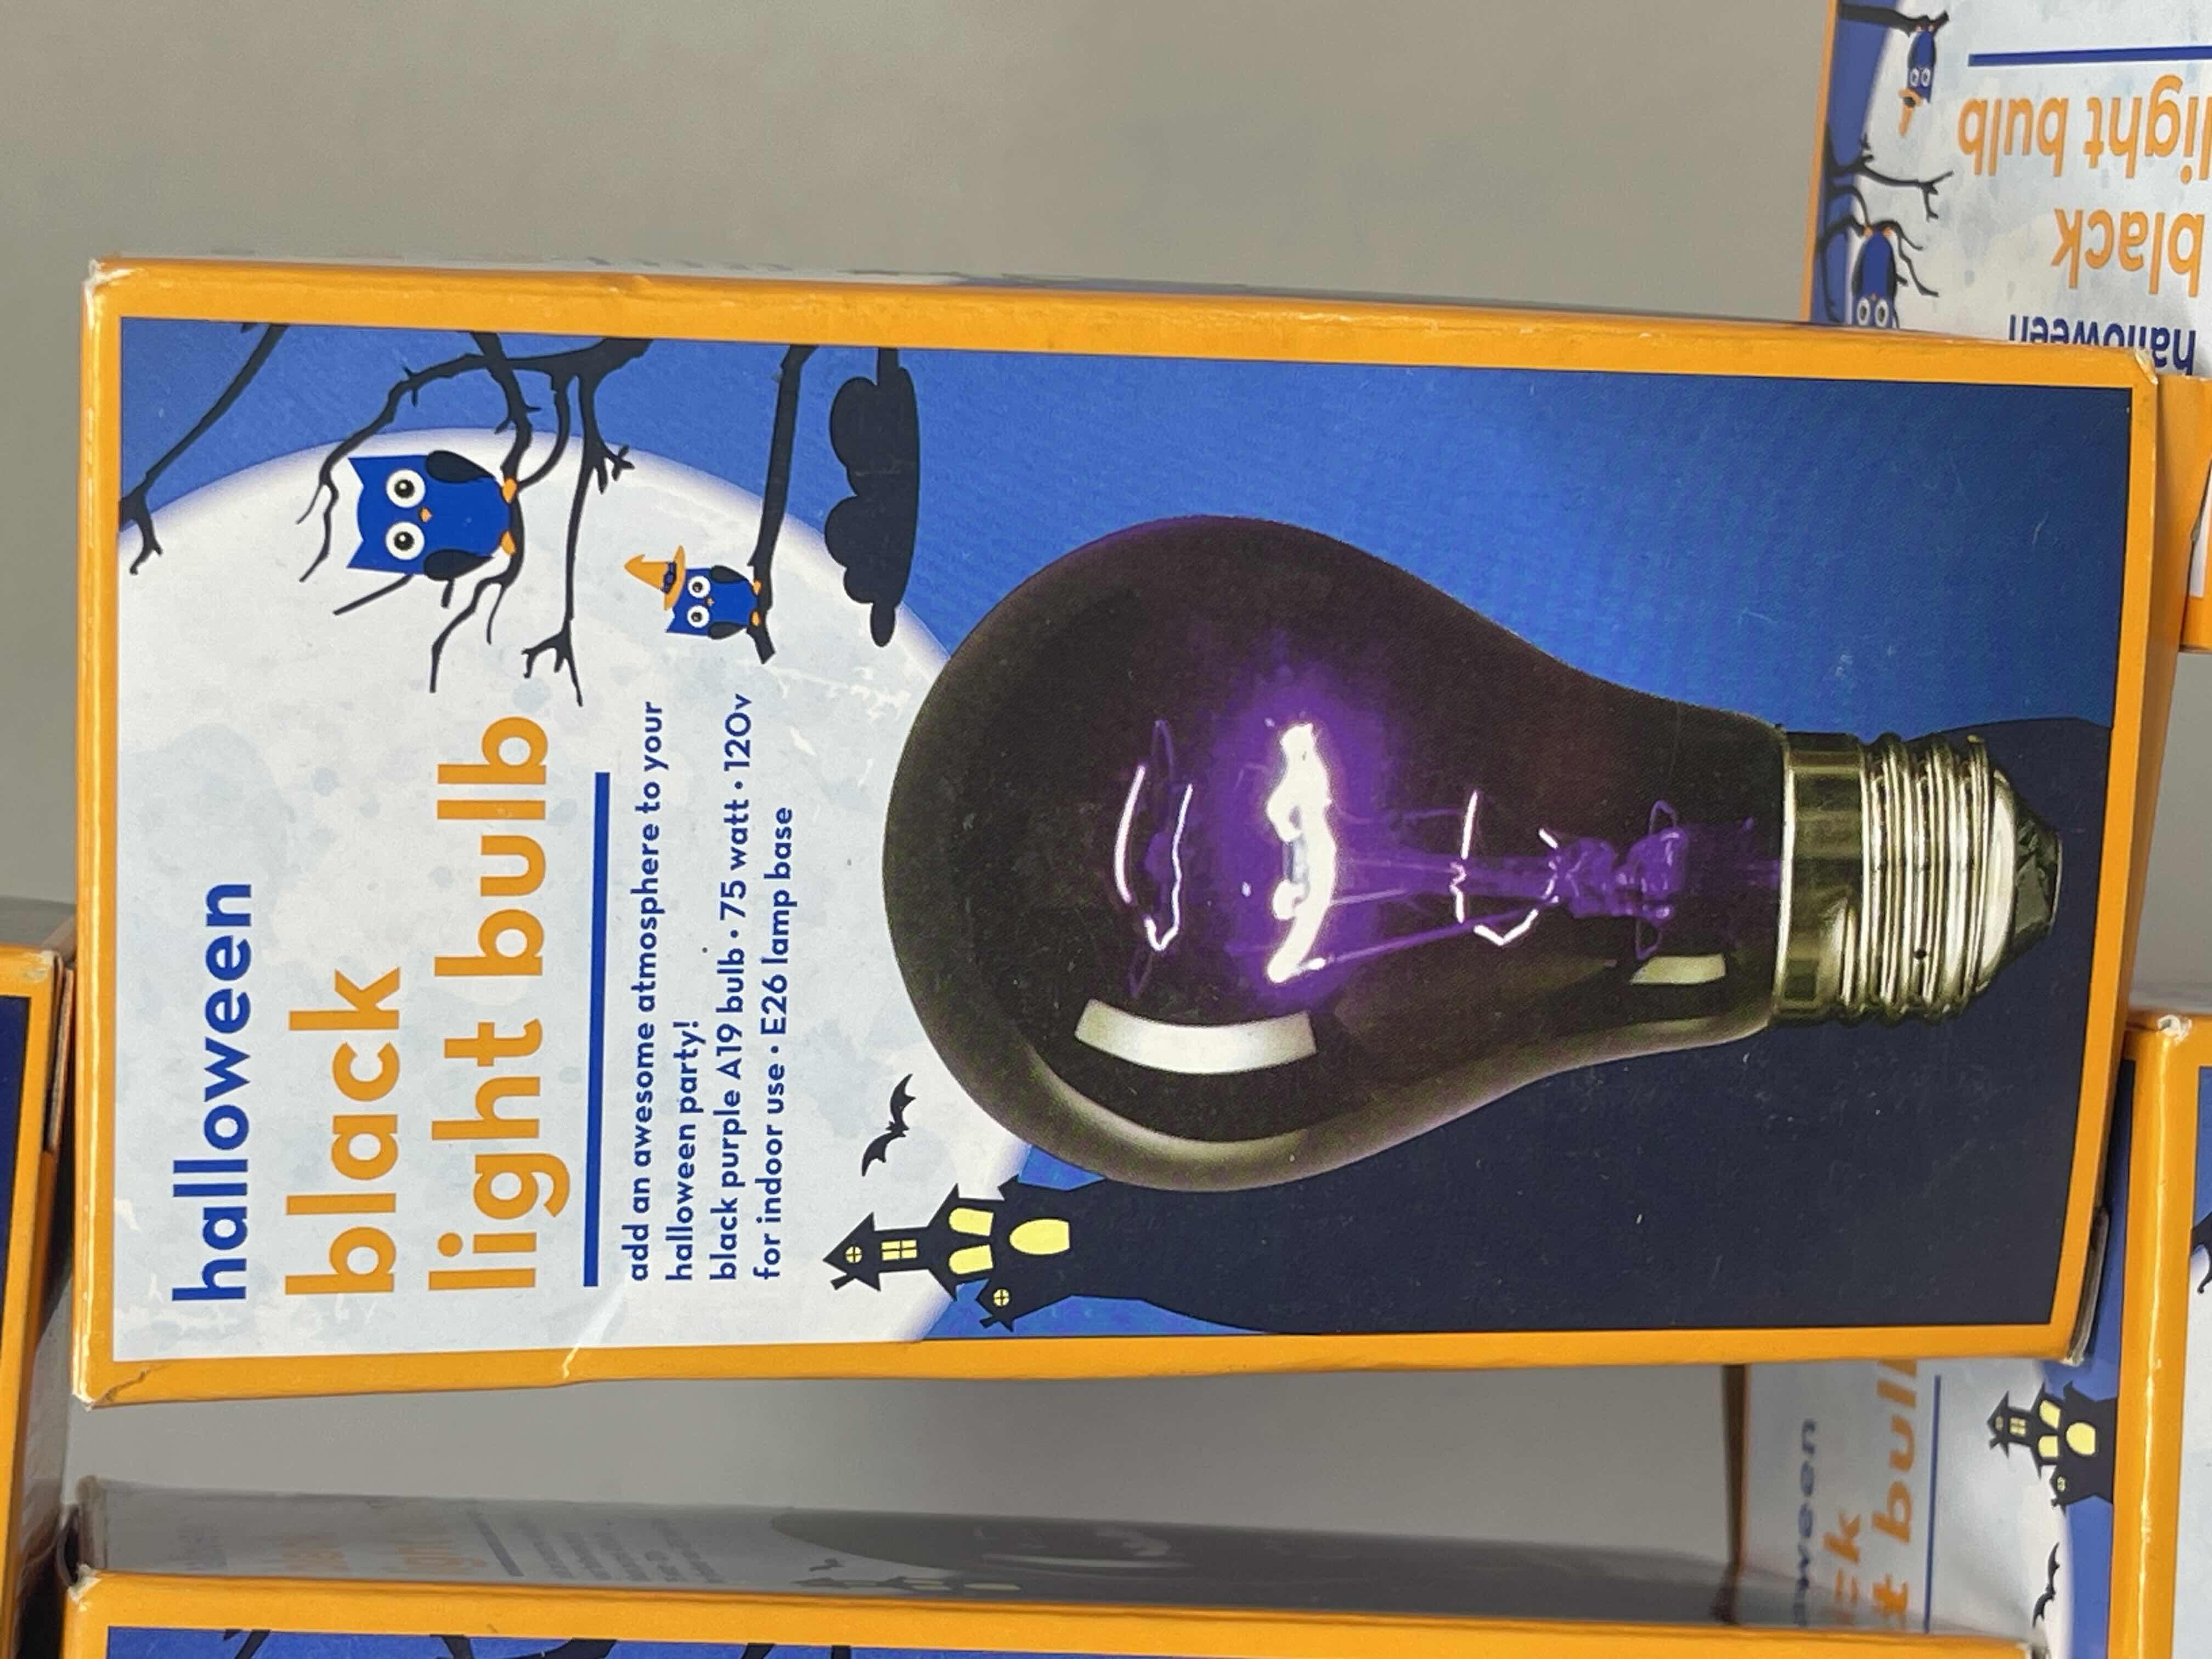 halloween
black
light bulb
add an awesome atmosphere to your
halloween party!
black purple A19 bulb • 75 watt • 120v
for indoor use • E26 lamp base
halloween
black
light bulb